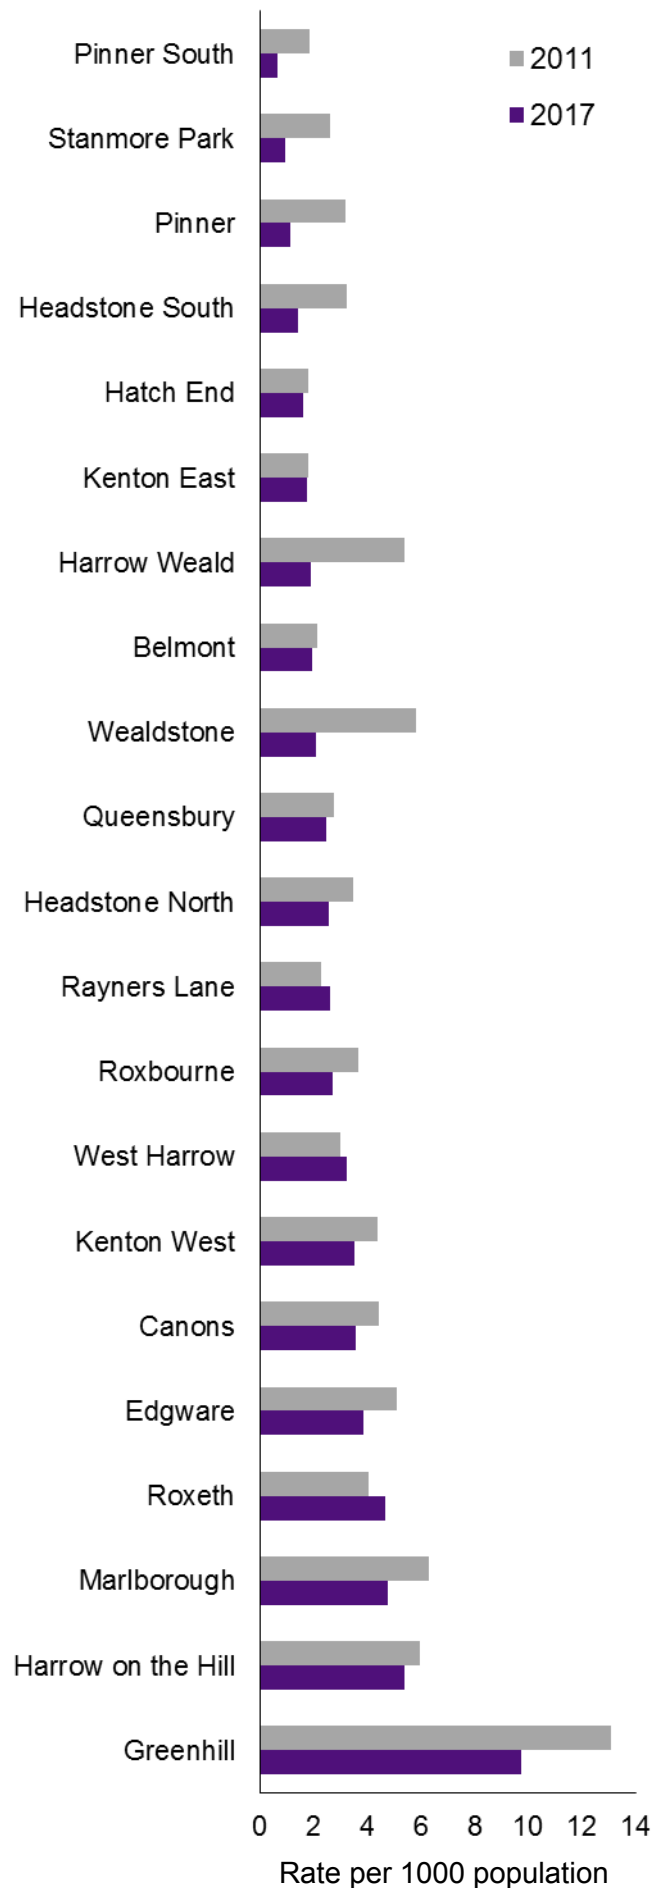 Pinner South
2011
2017
Stanmore Park
Pinner
Headstone South
Hatch End
Kenton East
Harrow Weald
Belmont
Wealdstone
Queensbury
Headstone North
Rayners Lane
Roxbourne
West Harrow
Kenton West
Canons
Edgware
Roxeth
Marlborough
Harrow on the Hill
Greenhill
0 2 4 6 8 10 12 14
Rate per 1000 population